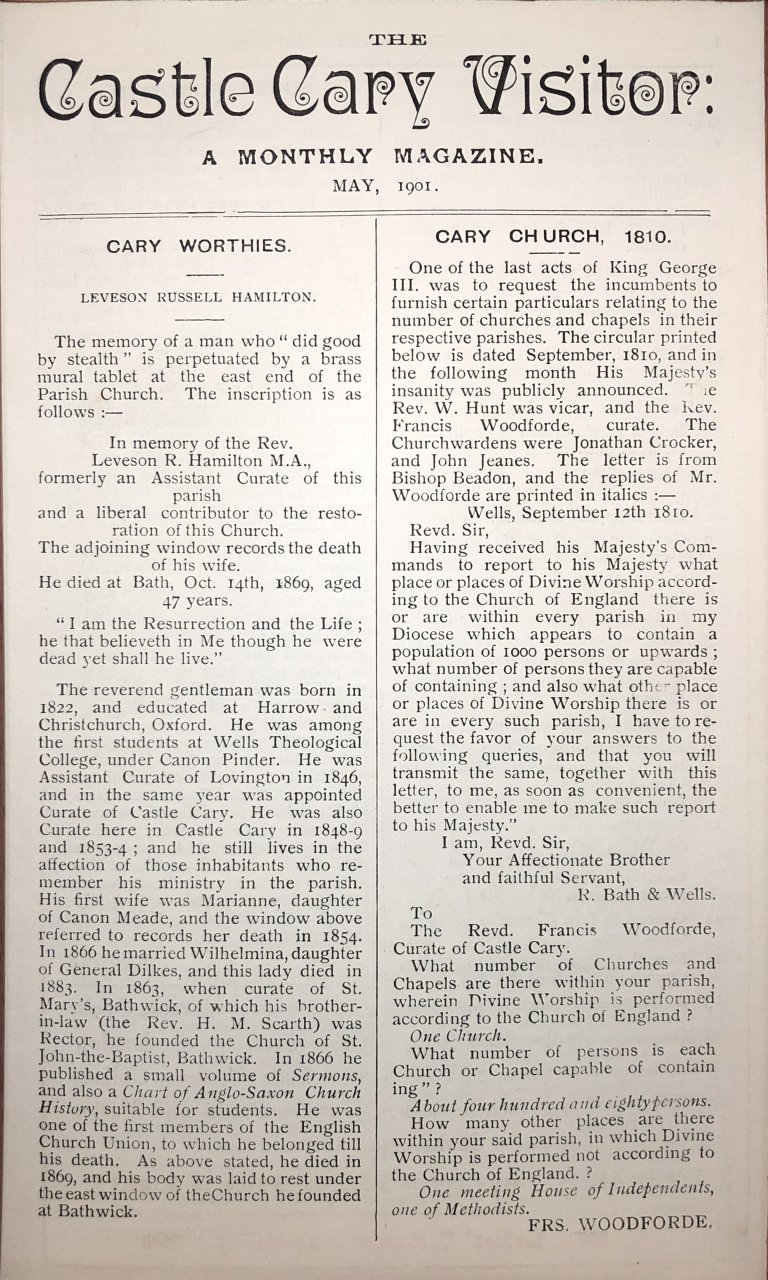 THE
Castle Cary Visitor:
A MONTHLY MAGAZINE.
MAY, 1901.
CARY WORTHIES.
LEVESON RUSSELL HAMILTON.
The memory of a man who “ did good
by stealth ” is perpetuated by a brass
mural tablet at the east end of the
Parish Church. The inscription is as
follows :—
In memory of the Rev.
Leveson R. Hamilton M.A.,
formerly an Assistant Curate of this
parish
and a liberal contributor to the resto-
ration of this Church.
The adjoining window records the death
of his wife.
He died at Bath, Oct. 14th, 1869, aged
47 years.
“ I am the Resurrection and the Life ;
he that believeth in Me though he were
dead yet shall he live.”
The reverend gentleman was born in
1822, and educated at Harrow and
Christchurch, Oxford. He was among
the first students at Wells Theological
College, under Canon Pinder. He was
Assistant Curate of Lovington in 1846,
and in the same year was appointed
Curate of Castle Cary. He was also
Curate here in Castle Cary in 1848-9
and 1853-4 ; and he still lives in the
affection of those inhabitants who re-
member his ministry in the parish.
His first wife was Marianne, daughter
of Canon Meade, and the window above
referred to records her death in 1854.
In 1866 he married Wilhelmina, daughter
of General Dilkes, and this lady died in
1883. In 1863, when curate of St.
Mary's, Bathwick, of which his brother-
in-law (the Rev. H. M. Scarth) was
Rector, he founded the Church of St.
John-the-Baptist, Bathwick. In 1866 he
published a small volume of Sermons,
and also a Chart of Anglo-Saxon Church
History, suitable for students. He was
one of the first members of the English
Church Union, to which he belonged till
his death. As above stated, he died in
1869, and his body was laid to rest under
the east window of the Church he founded
at Bathwick.
CARY CHURCH, 1810.
One of the last acts of King George
III. was to request the incumbents to
furnish certain particulars relating to the
number of churches and chapels in their
respective parishes. The circular printed
below is dated September, 1810, and in
the following month His Majesty's
insanity was publicly announced. The
Rev. W. Hunt was vicar, and the Rev.
Francis Woodforde, curate. The
Churchwardens were Jonathan Crocker,
and John Jeanes. The letter is from
Bishop Beadon, and the replies of Mr.
Woodforde are printed in italics :—
Wells, September 12th 1810.
Revd. Sir,
Having received his Majesty's Com-
mands to report to his Majesty what
place or places of Divine Worship accord-
ing to the Church of England there is
or are within every parish in my
Diocese which appears to contain a
population of 1000 persons or upwards ;
what number of persons they are capable
of containing ; and also what other place
or places of Divine Worship there is or
are in every such parish, I have to re-
quest the favor of your answers to the
following queries, and that you will
transmit the same, together with this
letter, to me, as soon as convenient, the
better to enable me to make such report
to his Majesty.”
I am, Revd. Sir,
Your Affectionate Brother
and faithful Servant,
R. Bath & Wells.
To
The Revd. Francis Woodforde,
Curate of Castle Cary.
What number of Churches and
Chapels are there within your parish,
wherein Divine Worship is performed
according to the Church of England ?
One Church.
What number of persons is each
Church or Chapel capable of contain
ing ” ?
About four hundred and eighty persons.
How many other places are there
within your said parish, in which Divine
Worship is performed not according to
the Church of England. ?
One meeting House of Independents,
one of Methodists.
FRS. WOODFORDE.